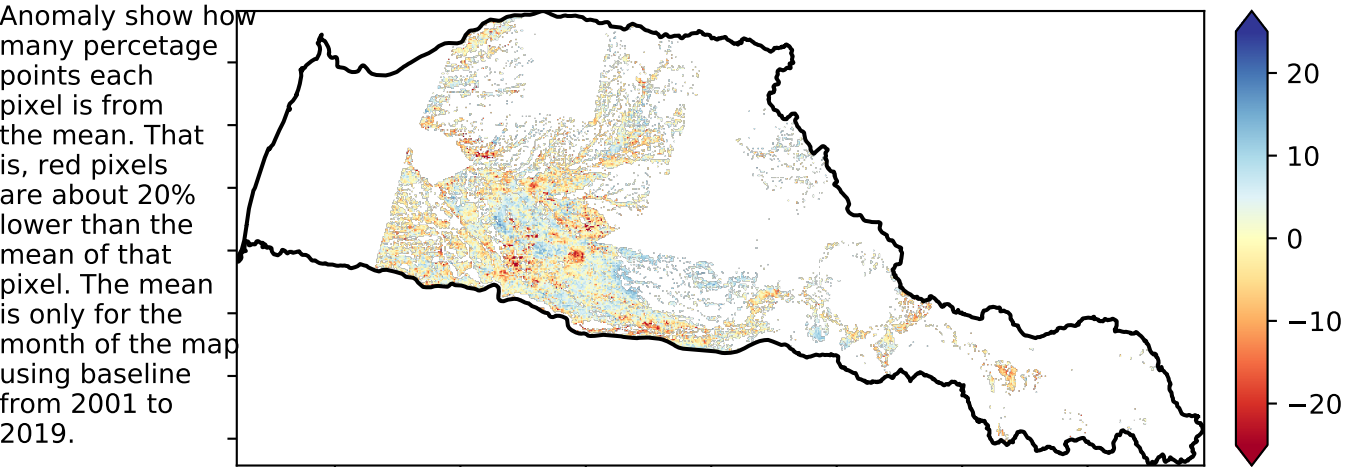 Anomaly show how
many percetage
points each
pixel is from
the mean. That
is, red pixels
are about 20%
lower than the
mean of that
pixel. The mean
is only for the
month of the map
using baseline
from 2001 to
2019.
20
10
0
−10
−20